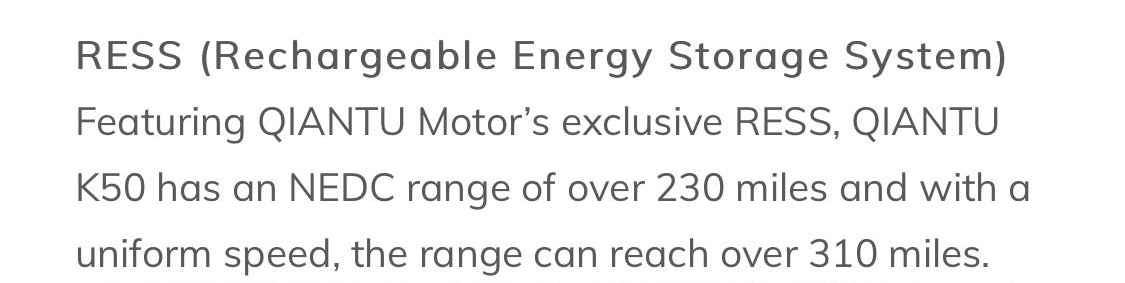 RESS (Rechargeable Energy Storage System)
Featuring QIANTU Motor’s exclusive RESS, QIANTU
K50 has an NEDC range of over 230 miles and with a
uniform speed, the range can reach over 310 miles.